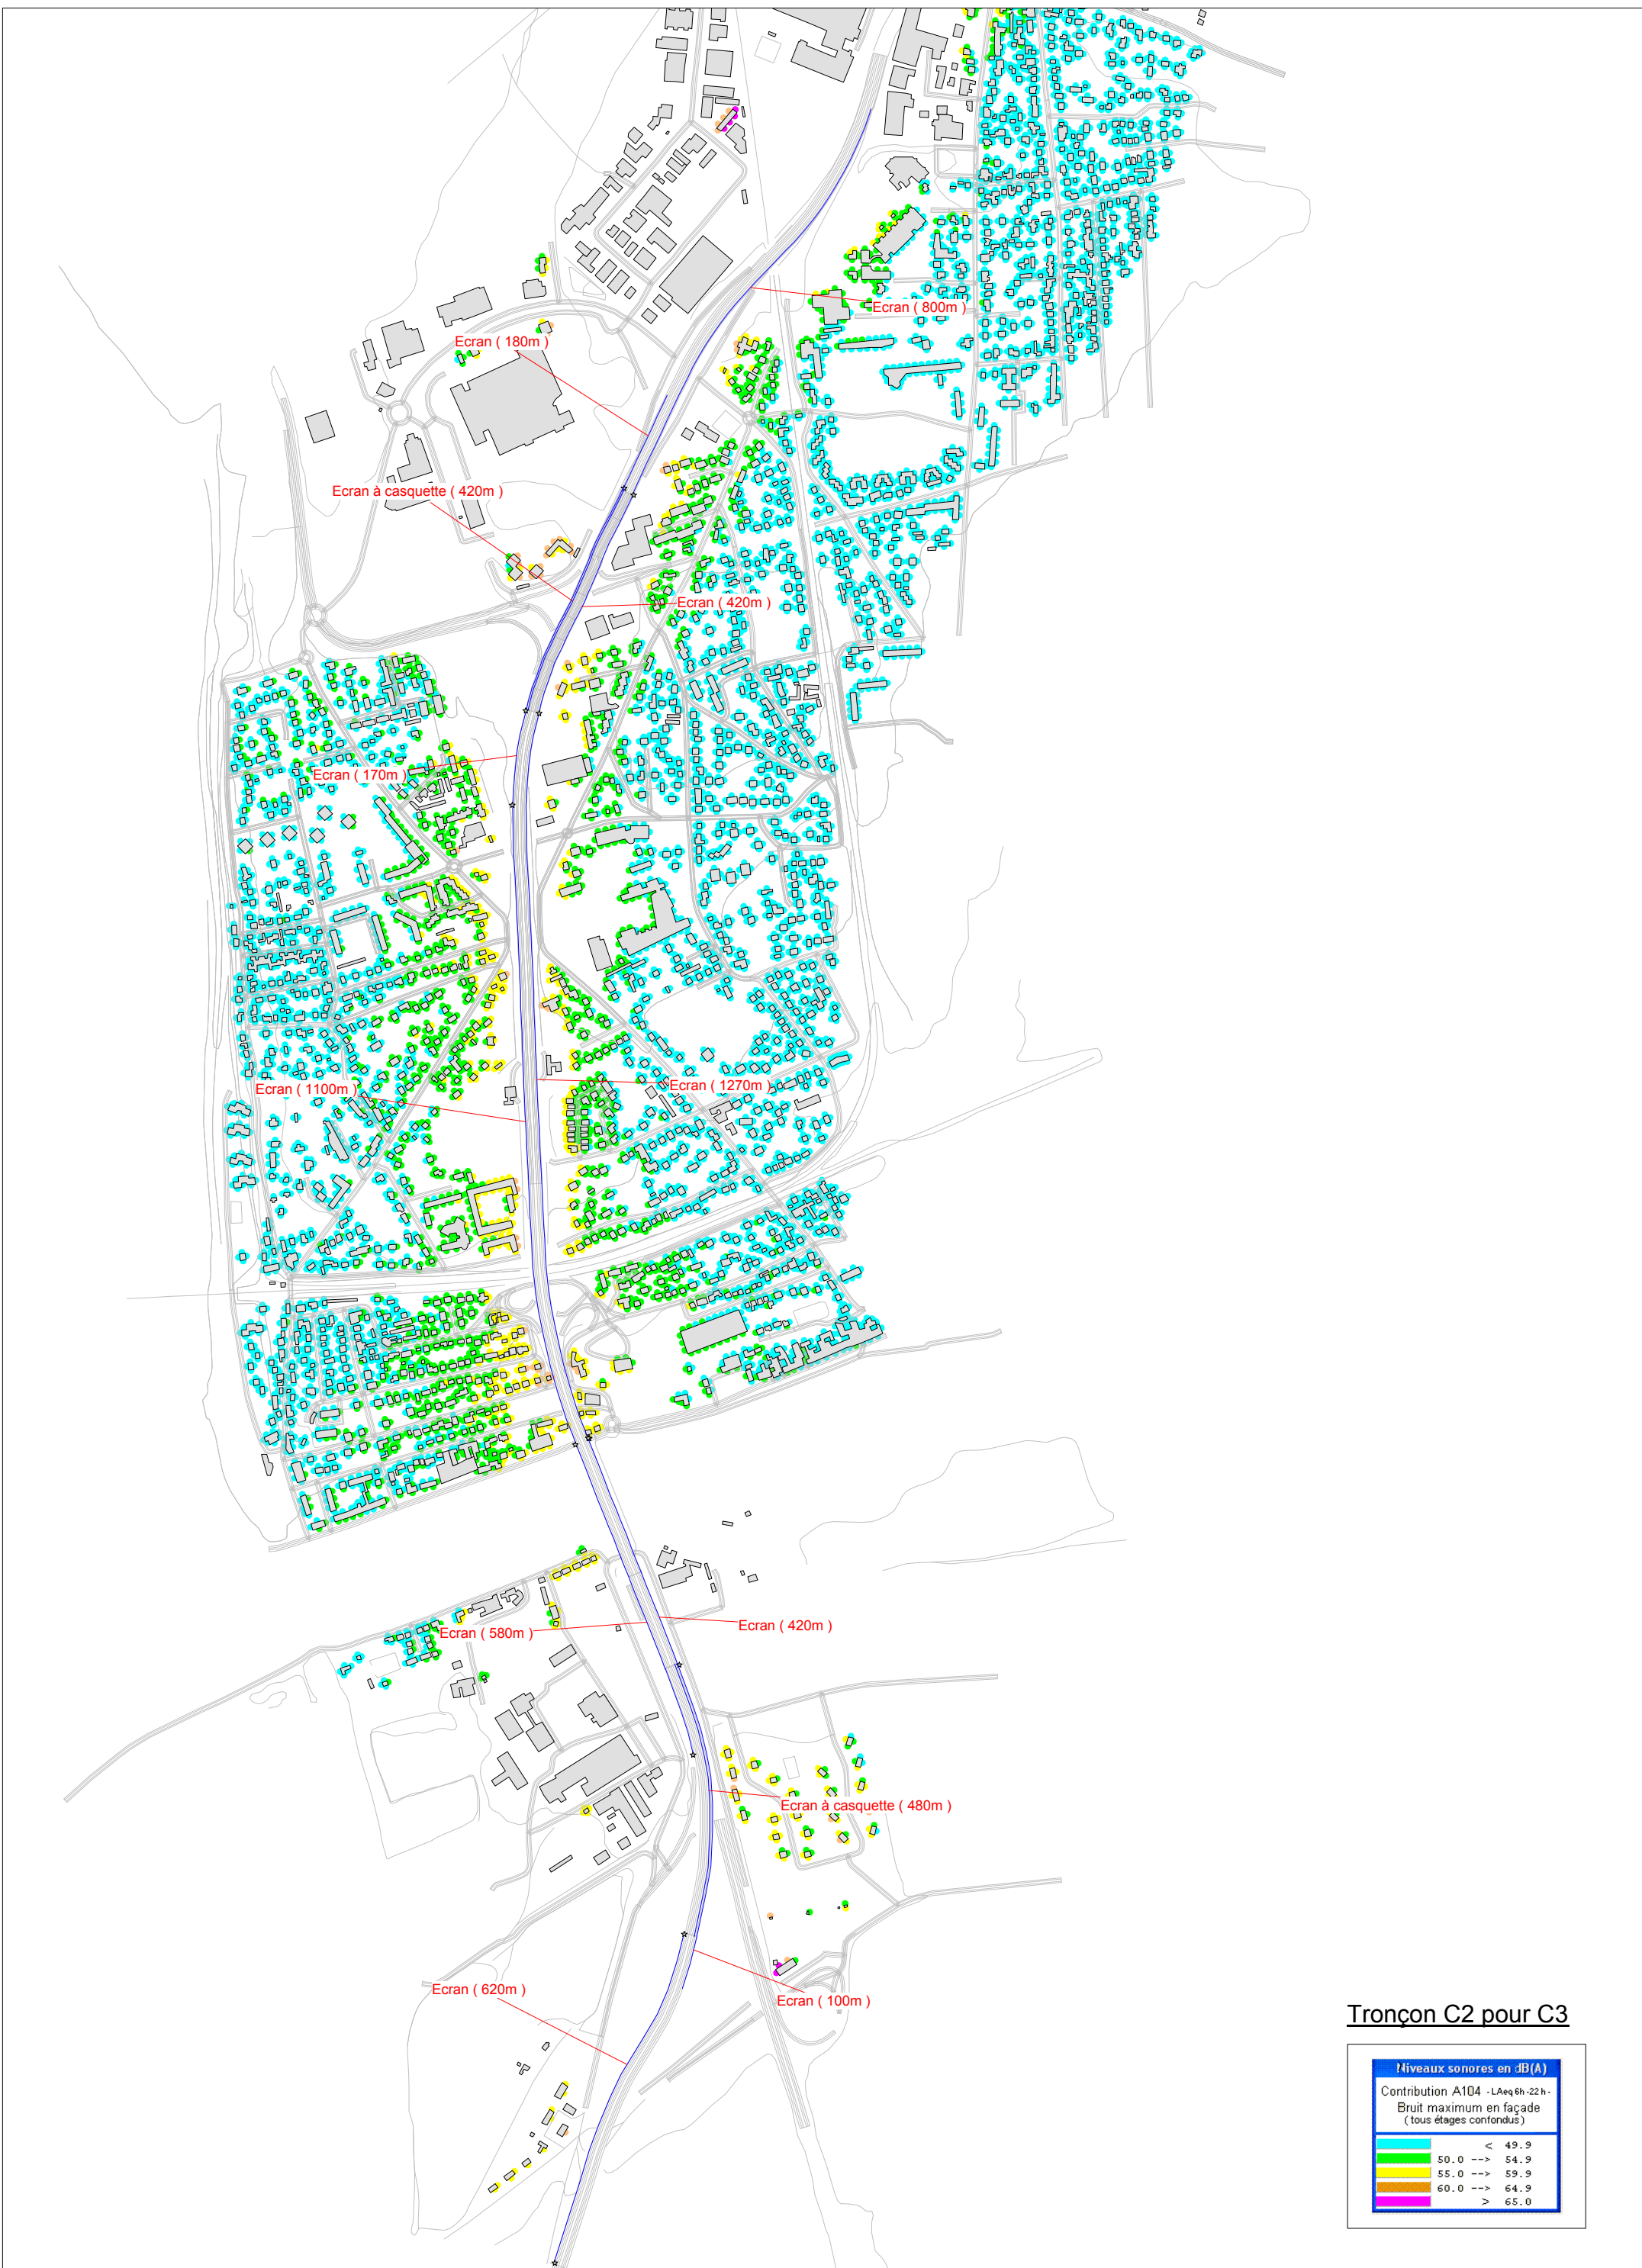 Ecran ( 800m )
Ecran ( 180m )
Ecran à casquette ( 420m )
Ecran ( 420m )
Ecran ( 170m )
Ecran ( 1270m )
Ecran ( 1100m )
Ecran ( 420m )
Ecran ( 580m )
Ecran à casquette ( 480m )
Ecran ( 620m )
Ecran ( 100m )
Tronçon C2 pour C3
Niveaux sonores en dB(A)
Contribution A104 - LAeq 6h-22h -
Bruit maximum en façade
( tous étages confondus )
< 49.9
50.0 --> 54.9
55.0 --> 59.9
60.0 --> 64.9
> 65.0